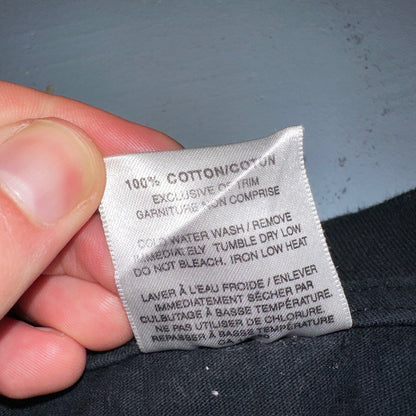 100% COTTON/COTON
EXCLUSIVE OF TRIM
GARNITURE NON COMPRISE
COLD WATER WASH / REMOVE
IMMEDIATELY TUMBLE DRY LOW
DO NOT BLEACH. IRON LOW HEAT
LAVER À L'EAU FROIDE / ENLEVER
IMMEDIATEMENT SÉCHER PAR
CULBUTAGE À BASSE TEMPÉRATURE.
NE PAS UTILISER DE CHLORURE.
REPASSER À BASSE TEMPÉRATURE
CA